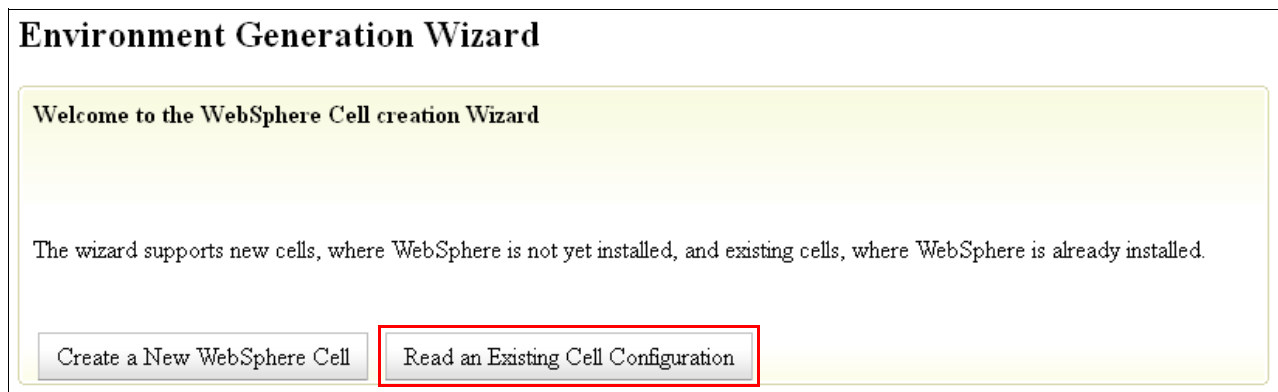 Environment Generation Wizard
Welcome to the WebSphere Cell creation Wizard
The wizard supports new cells, where WebSphere is not yet installed, and existing cells, where WebSphere is already installed.
Create a New WebSphere Cell
Read an Existing Cell Configuration